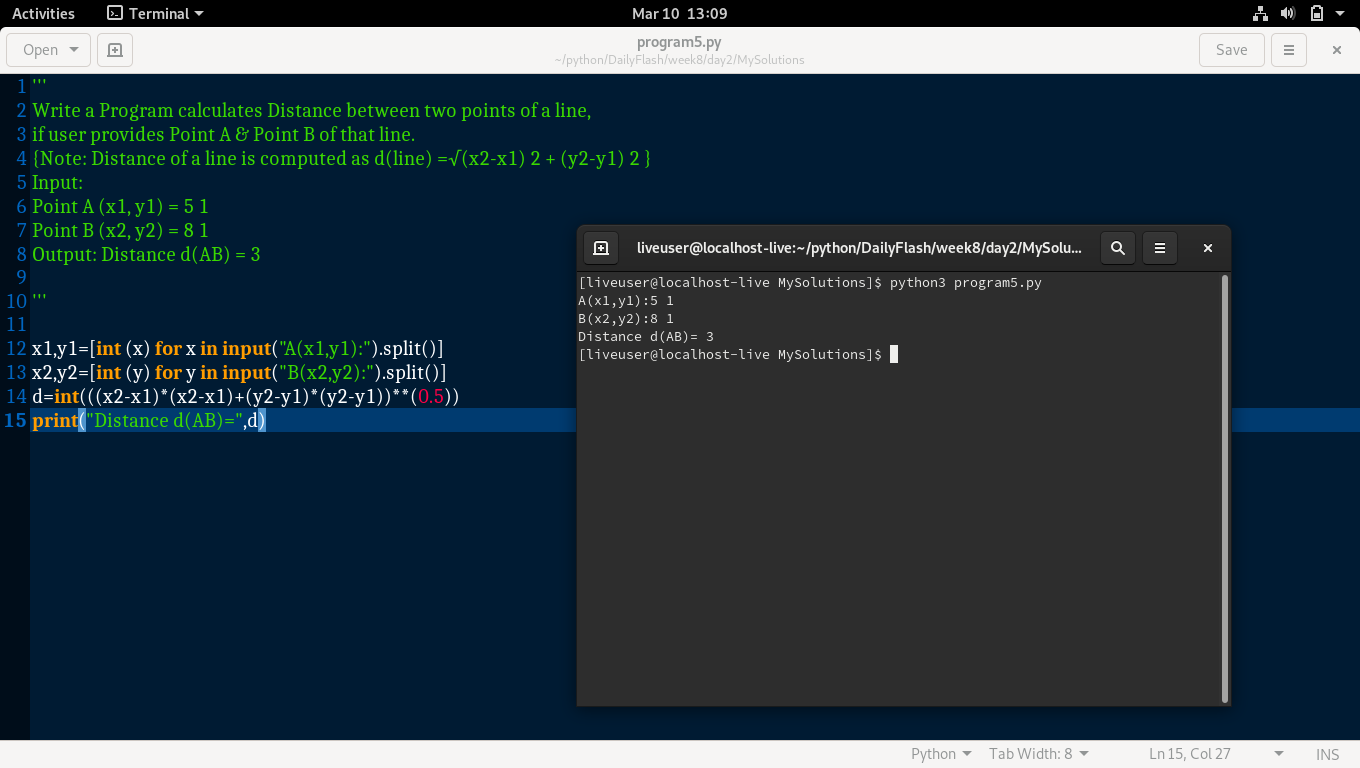 Activities Terminal Mar 10 13:09
Open program5.py Save
~/python/DailyFlash/week8/day2/MySolutions
1 '''
2 Write a Program calculates Distance between two points of a line,
3 if user provides Point A & Point B of that line.
4 {Note: Distance of a line is computed as d(line) =√(x2-x1) 2 + (y2-y1) 2 }
5 Input:
6 Point A (x1, y1) = 5 1
7 Point B (x2, y2) = 8 1
8 Output: Distance d(AB) = 3
9
10 '''
11
12 x1,y1=[int (x) for x in input("A(x1,y1):").split()]
13 x2,y2=[int (y) for y in input("B(x2,y2):").split()]
14 d=int(((x2-x1)*(x2-x1)+(y2-y1)*(y2-y1))**(0.5))
15 print("Distance d(AB)=",d)
liveuser@localhost-live:~/python/DailyFlash/week8/day2/MySolu...
[liveuser@localhost-live MySolutions]$ python3 program5.py
A(x1,y1):5 1
B(x2,y2):8 1
Distance d(AB)= 3
[liveuser@localhost-live MySolutions]$
Python Tab Width: 8 Ln 15, Col 27 INS